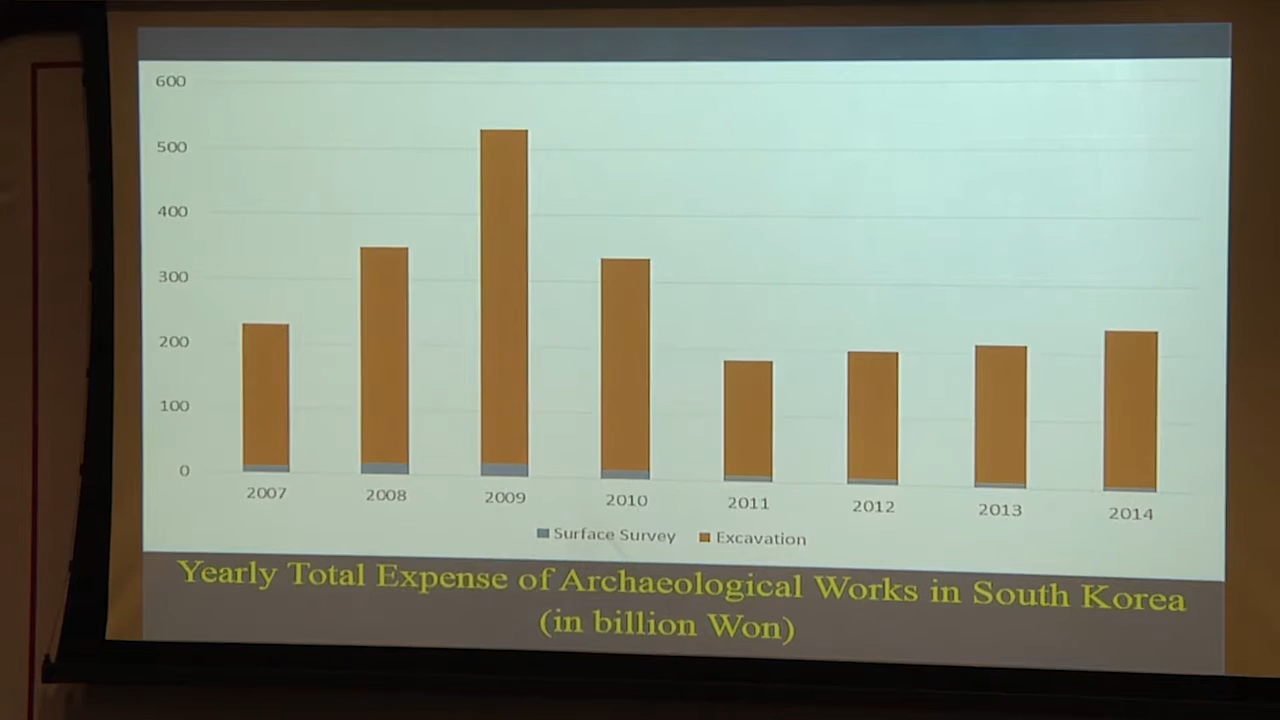 600
500
400
300
200
100
0
2007 2008 2009 2010 2011 2012 2013 2014
Surface Survey Excavation
Yearly Total Expense of Archaeological Works in South Korea
(in billion Won)